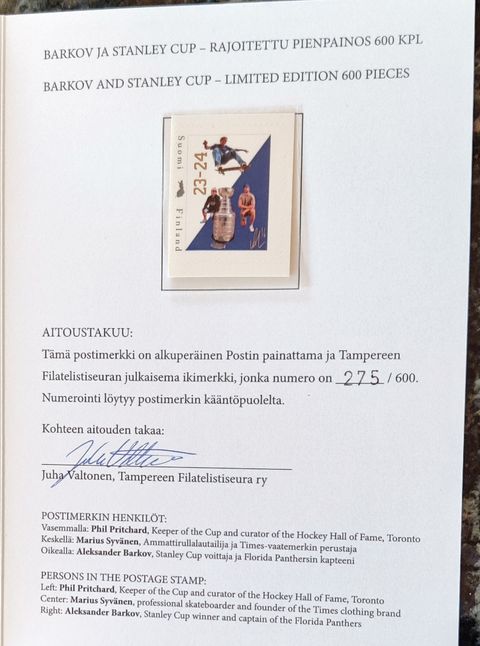 BARKOV JA STANLEY CUP – RAJOITETTU PIENPAINOS 600 KPL
BARKOV AND STANLEY CUP – LIMITED EDITION 600 PIECES
Suomi Finland
23-24
AITOUSTAKUU:
Tämä postimerkki on alkuperäinen Postin painattama ja Tampereen
Filatelistiseuran julkaisema ikimerkki, jonka numero on 275 / 600.
Numerointi löytyy postimerkin kääntöpuolelta.
Kohteen aitouden takaa:
Juha Valtonen, Tampereen Filatelistiseura ry
POSTIMERKIN HENKILÖT:
Vasemmalla: Phil Pritchard, Keeper of the Cup and curator of the Hockey Hall of Fame, Toronto
Keskellä: Marius Syvänen, Ammattirullalautailija ja Times-vaatemerkin perustaja
Oikealla: Aleksander Barkov, Stanley Cup voittaja ja Florida Panthersin kapteeni
PERSONS IN THE POSTAGE STAMP:
Left: Phil Pritchard, Keeper of the Cup and curator of the Hockey Hall of Fame, Toronto
Center: Marius Syvänen, professional skateboarder and founder of the Times clothing brand
Right: Aleksander Barkov, Stanley Cup winner and captain of the Florida Panthers